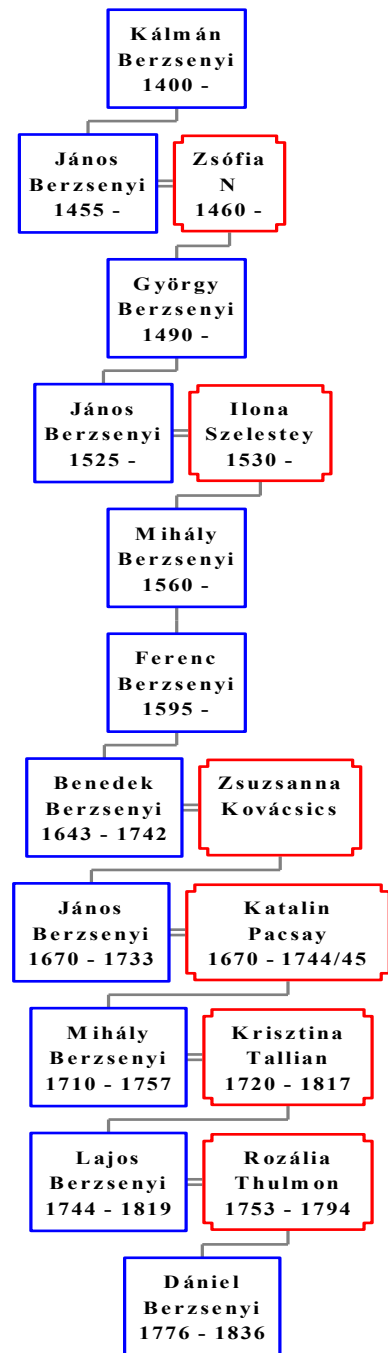 Kálmán
Berzsenyi
1400 -
János
Berzsenyi
1455 -
Zsófia
N
1460 -
György
Berzsenyi
1490 -
János
Berzsenyi
1525 -
Ilona
Szelestey
1530 -
Mihály
Berzsenyi
1560 -
Ferenc
Berzsenyi
1595 -
Benedek
Berzsenyi
1643 - 1742
Zsuzsanna
Kovácsics
János
Berzsenyi
1670 - 1733
Katalin
Pacsay
1670 - 1744/45
Mihály
Berzsenyi
1710 - 1757
Krisztina
Tallian
1720 - 1817
Lajos
Berzsenyi
1744 - 1819
Rozália
Thulmon
1753 - 1794
Dániel
Berzsenyi
1776 - 1836